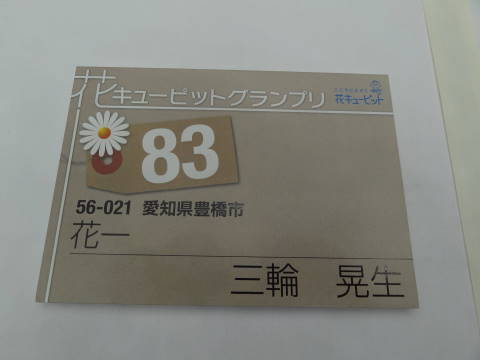 花キューピットグランプリ
花キューピット
83
56-021 愛知県豊橋市
花一
三輪 晃生